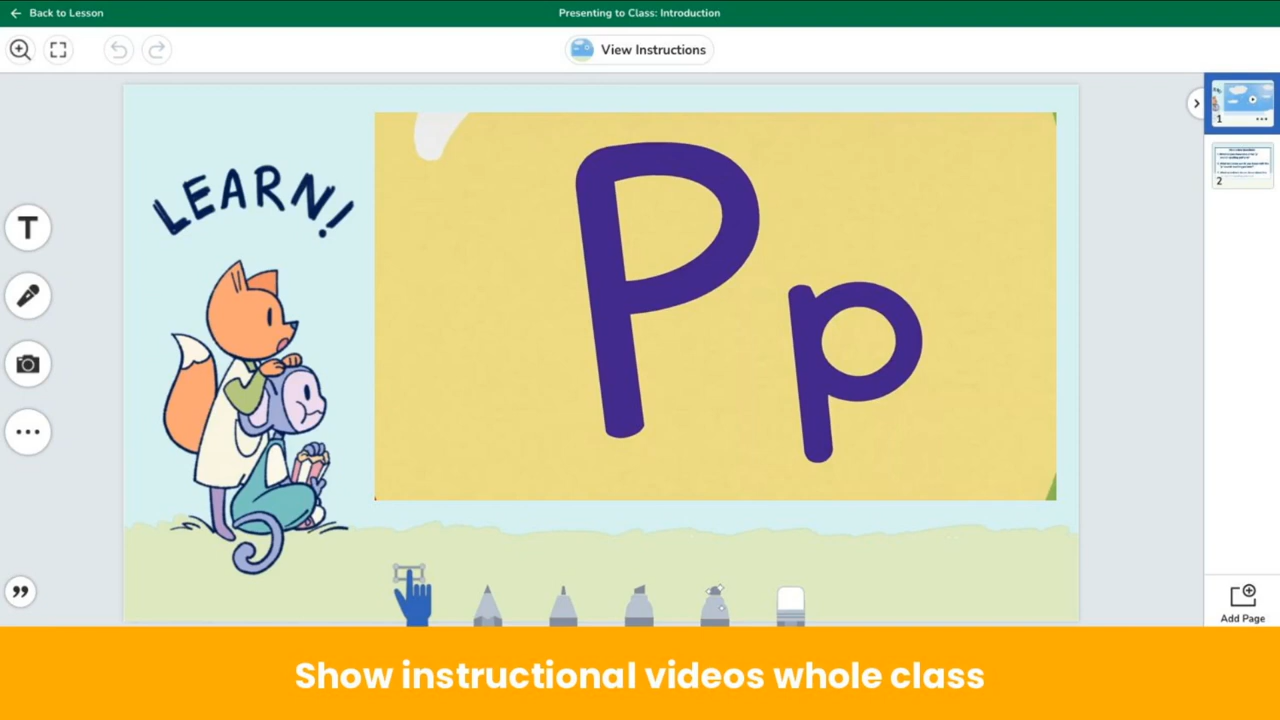 Back to Lesson
Presenting to Class: Introduction
View Instructions
LEARN!
Pp
T
1
2
Add Page
Show instructional videos whole class